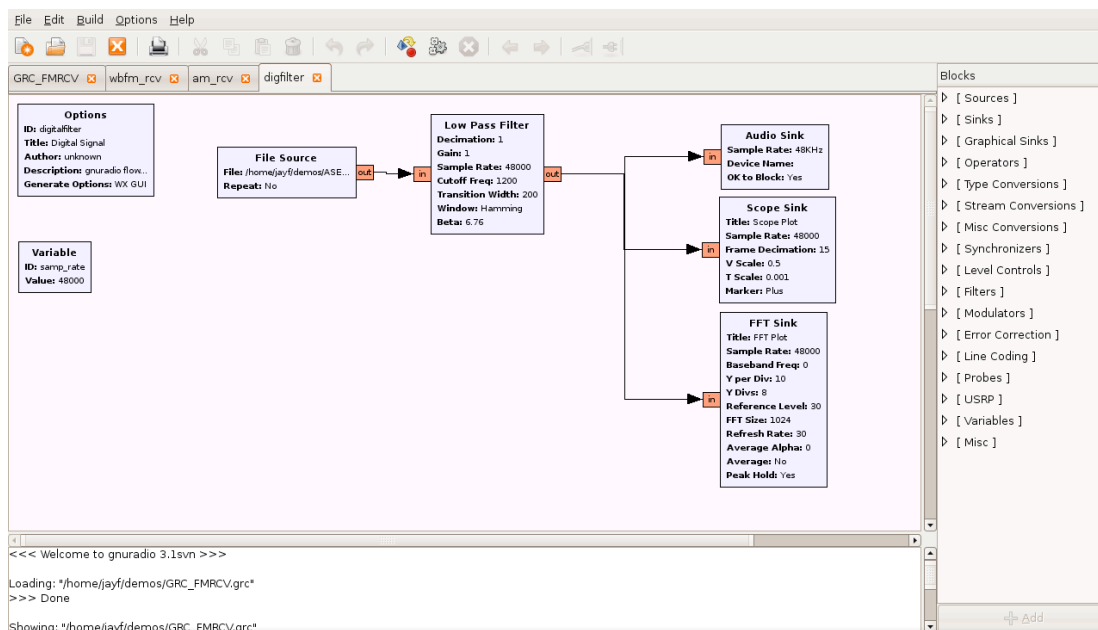 File Edit Build Options Help
GRC_FMRCV wbfm_rcv am_rcv digfilter
Options
ID: digitalfilter
Title: Digital Signal
Author: unknown
Description: gnuradio flow...
Generate Options: WX GUI
Variable
ID: samp_rate
Value: 48000
File Source
File: /home/jayf/demos/ASE...
Repeat: No
out
in
Low Pass Filter
Decimation: 1
Gain: 1
Sample Rate: 48000
Cutoff Freq: 1200
Transition Width: 200
Window: Hamming
Beta: 6.76
out
in
Audio Sink
Sample Rate: 48KHz
Device Name:
OK to Block: Yes
in
Scope Sink
Title: Scope Plot
Sample Rate: 48000
Frame Decimation: 15
V Scale: 0.5
T Scale: 0.001
Marker: Plus
in
FFT Sink
Title: FFT Plot
Sample Rate: 48000
Baseband Freq: 0
Y per Div: 10
Y Divs: 8
Reference Level: 30
FFT Size: 1024
Refresh Rate: 30
Average Alpha: 0
Average: No
Peak Hold: Yes
Blocks
[ Sources ]
[ Sinks ]
[ Graphical Sinks ]
[ Operators ]
[ Type Conversions ]
[ Stream Conversions ]
[ Misc Conversions ]
[ Synchronizers ]
[ Level Controls ]
[ Filters ]
[ Modulators ]
[ Error Correction ]
[ Line Coding ]
[ Probes ]
[ USRP ]
[ Variables ]
[ Misc ]
Add
<<< Welcome to gnuradio 3.1svn >>>
Loading: "/home/jayf/demos/GRC_FMRCV.grc"
>>> Done
Showing: "/home/jayf/demos/GRC_FMRCV.grc"